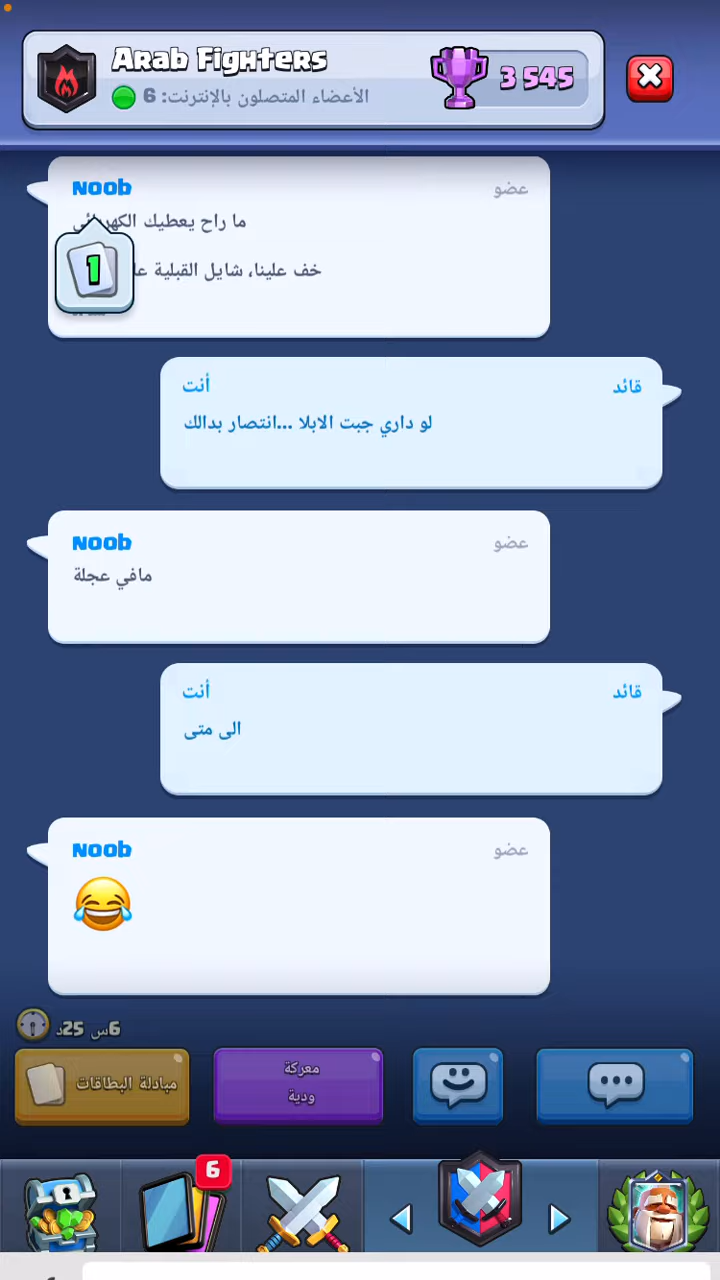 Arab Fighters
3 545
الأعضاء المتصلون بالإنترنت: 6
Noob
عضو
ما راح يعطيك الكهربائي
خف علينا، شايل القبلية
1
أنت
قائد
لو داري جبت الابلا ...انتصار بدالك
Noob
عضو
مافي عجلة
أنت
قائد
الى متى
Noob
عضو
😂
6س 25د
مبادلة البطاقات
معركة
ودية
6